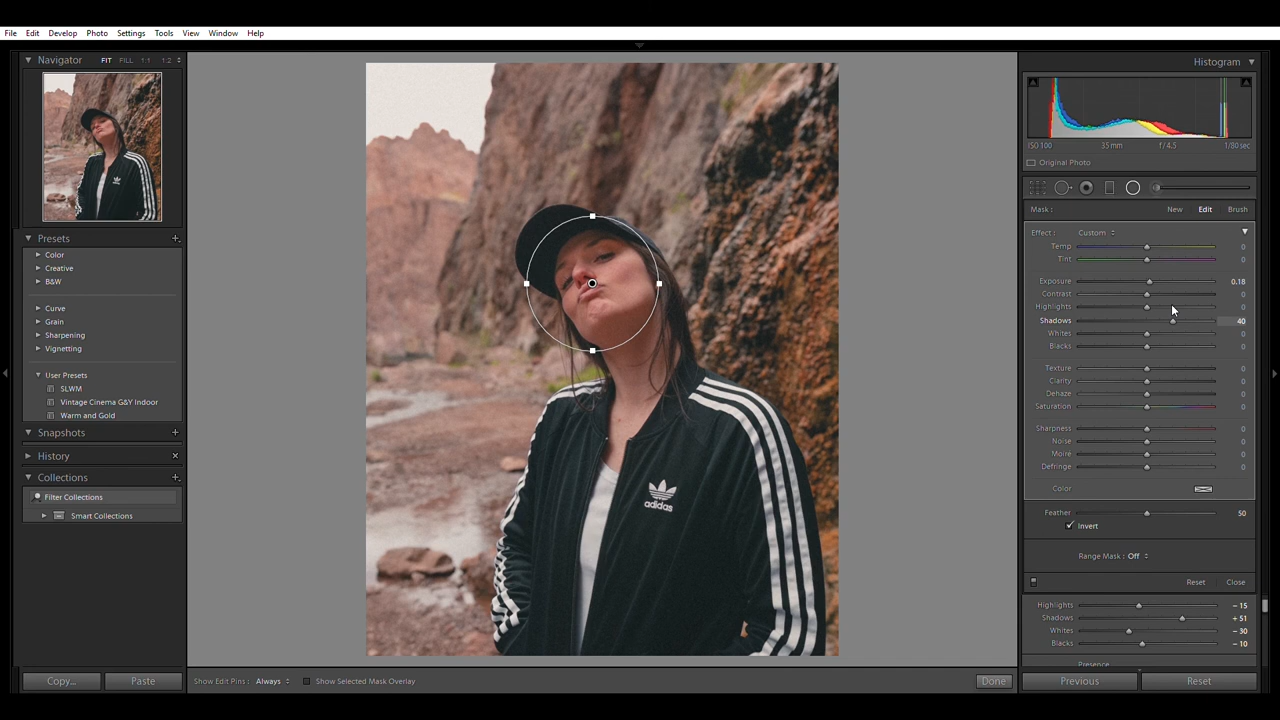 File Edit Develop Photo Settings Tools View Window Help
Navigator FIT FILL 1:1 1:2
Presets
Color
Creative
B&W
Curve
Grain
Sharpening
Vignetting
User Presets
SLWM
Vintage Cinema G&Y Indoor
Warm and Gold
Snapshots
History
Collections
Filter Collections
Smart Collections
Copy... Paste
adidas
Show Edit Pins : Always Show Selected Mask Overlay Done
Histogram
ISO 100 35 mm f / 4.5 1/80 sec
Original Photo
Mask : New Edit Brush
Effect : Custom
Temp 0
Tint 0
Exposure 0.18
Contrast 0
Highlights 0
Shadows 40
Whites 0
Blacks 0
Texture 0
Clarity 0
Dehaze 0
Saturation 0
Sharpness 0
Noise 0
Moire 0
Defringe 0
Color
Feather 50
Invert
Range Mask : Off
Reset Close
Highlights – 15
Shadows + 51
Whites – 30
Blacks – 10
Presence
Previous Reset